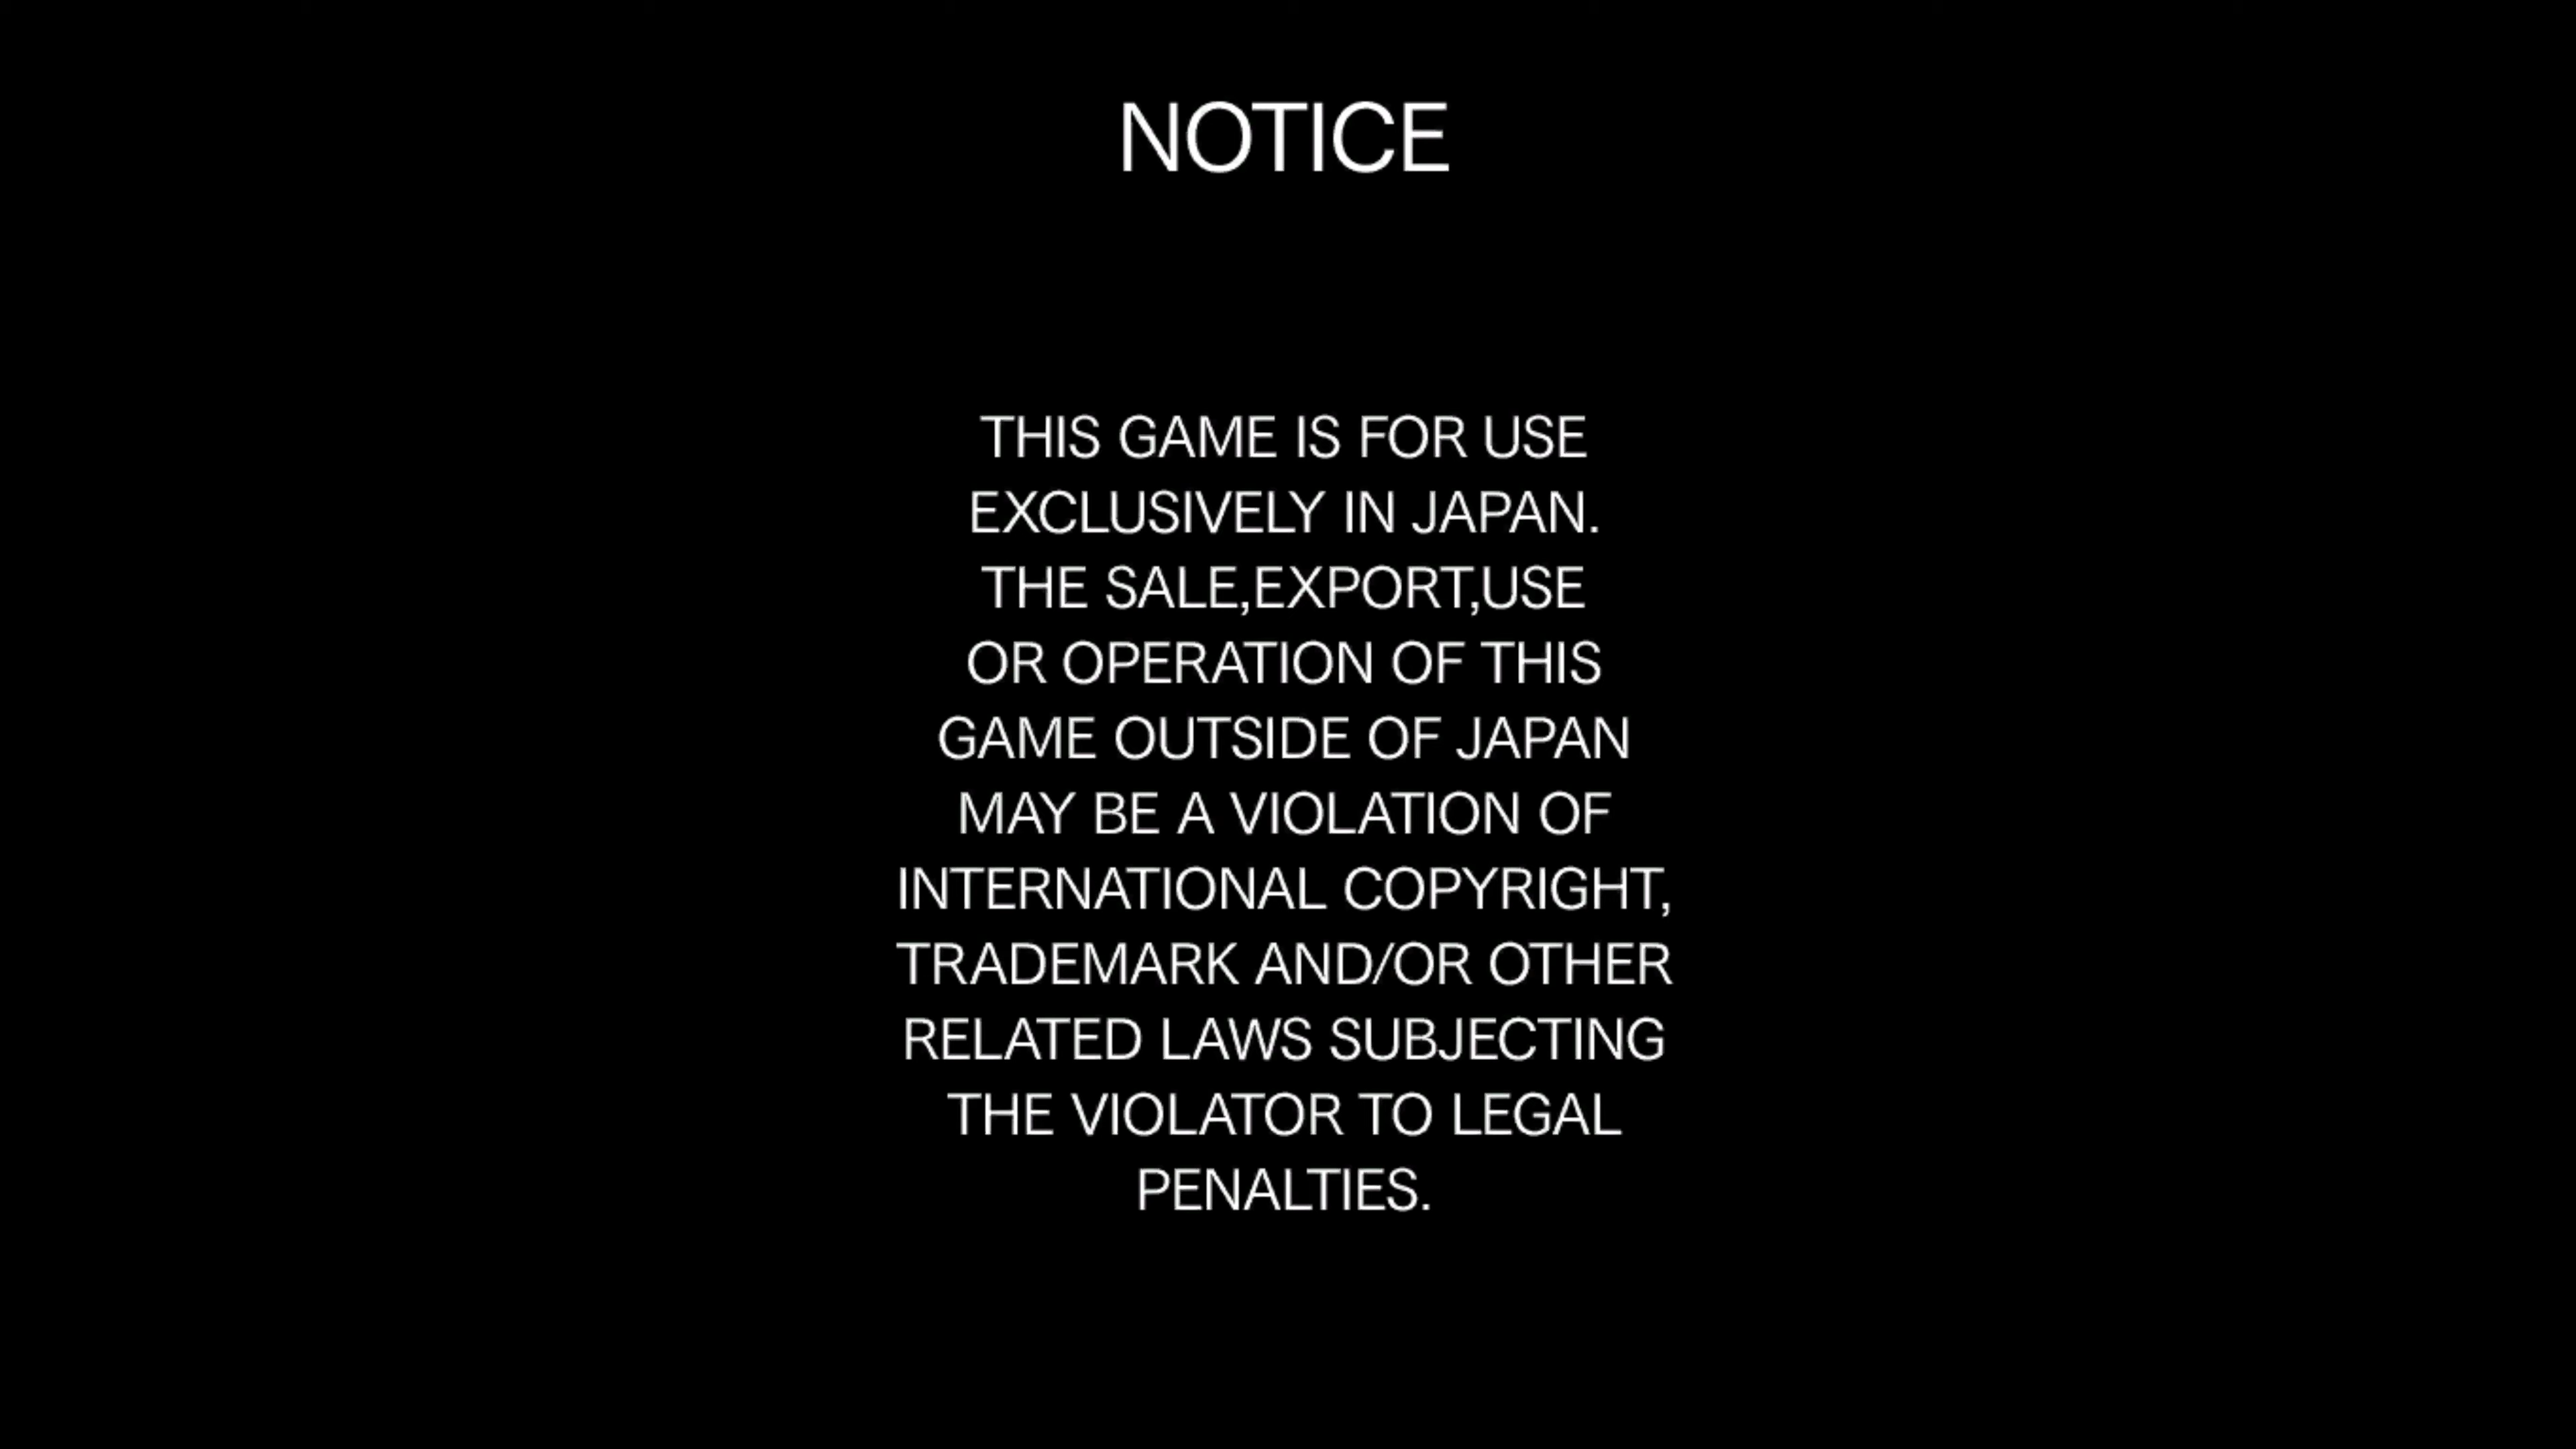 NOTICE
THIS GAME IS FOR USE
EXCLUSIVELY IN JAPAN.
THE SALE,EXPORT,USE
OR OPERATION OF THIS
GAME OUTSIDE OF JAPAN
MAY BE A VIOLATION OF
INTERNATIONAL COPYRIGHT,
TRADEMARK AND/OR OTHER
RELATED LAWS SUBJECTING
THE VIOLATOR TO LEGAL
PENALTIES.